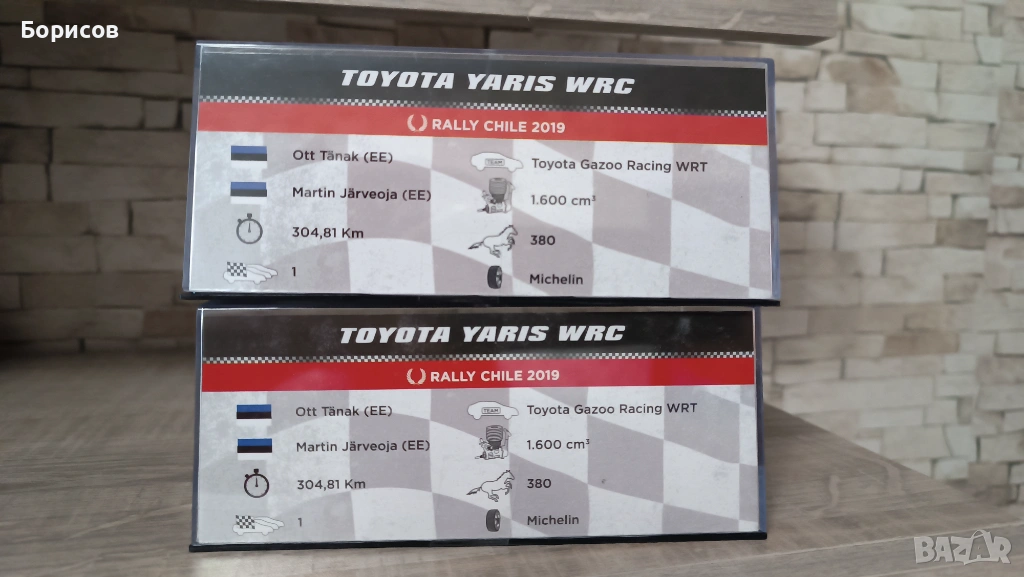 Борисов
TOYOTA YARIS WRC
RALLY CHILE 2019
Ott Tänak (EE)
Martin Järveoja (EE)
304,81 Km
1
TEAM
Toyota Gazoo Racing WRT
1.600 cm³
380
Michelin
TOYOTA YARIS WRC
RALLY CHILE 2019
Ott Tänak (EE)
Martin Järveoja (EE)
304,81 Km
1
TEAM
Toyota Gazoo Racing WRT
1.600 cm³
380
Michelin
BAZAR